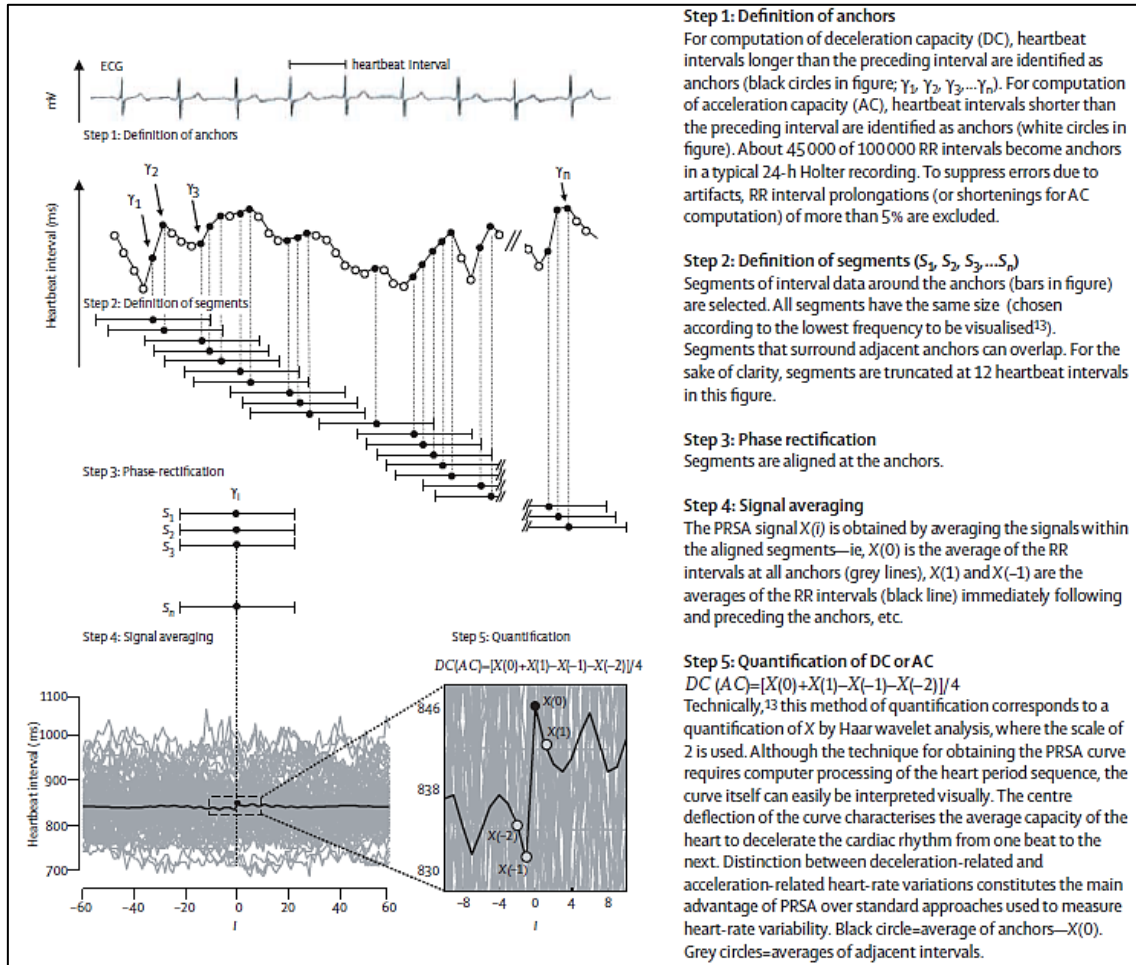 ECG
heartbeat interval
mV
Step 1: Definition of anchors
γ1
γ2
γ3
γn
Heartbeat interval (ms)
Step 2: Definition of segments
Step 3: Phase-rectification
γi
S1
S2
S3
Sn
Step 4: Signal averaging
Step 5: Quantification
DC(AC)=[X(0)+X(1)–X(–1)–X(–2)]/4
Heartbeat interval (ms)
1100
1000
900
800
700
–60
–40
–20
0
20
40
60
I
846
838
830
X(0)
X(1)
X(–2)
X(–1)
–8
–4
0
4
8
I
Step 1: Definition of anchors
For computation of deceleration capacity (DC), heartbeat
intervals longer than the preceding interval are identified as
anchors (black circles in figure; γ1, γ2, γ3,...γn). For computation
of acceleration capacity (AC), heartbeat intervals shorter than
the preceding interval are identified as anchors (white circles in
figure). About 45 000 of 100 000 RR intervals become anchors
in a typical 24-h Holter recording. To suppress errors due to
artifacts, RR interval prolongations (or shortenings for AC
computation) of more than 5% are excluded.
Step 2: Definition of segments (S1, S2, S3,...Sn)
Segments of interval data around the anchors (bars in figure)
are selected. All segments have the same size (chosen
according to the lowest frequency to be visualised13).
Segments that surround adjacent anchors can overlap. For the
sake of clarity, segments are truncated at 12 heartbeat intervals
in this figure.
Step 3: Phase rectification
Segments are aligned at the anchors.
Step 4: Signal averaging
The PRSA signal X(i) is obtained by averaging the signals within
the aligned segments—ie, X(0) is the average of the RR
intervals at all anchors (grey lines), X(1) and X(–1) are the
averages of the RR intervals (black line) immediately following
and preceding the anchors, etc.
Step 5: Quantification of DC or AC
DC (AC)=[X(0)+X(1)–X(–1)–X(–2)]/4
Technically,13 this method of quantification corresponds to a
quantification of X by Haar wavelet analysis, where the scale of
2 is used. Although the technique for obtaining the PRSA curve
requires computer processing of the heart period sequence, the
curve itself can easily be interpreted visually. The centre
deflection of the curve characterises the average capacity of the
heart to decelerate the cardiac rhythm from one beat to the
next. Distinction between deceleration-related and
acceleration-related heart-rate variations constitutes the main
advantage of PRSA over standard approaches used to measure
heart-rate variability. Black circle=average of anchors—X(0).
Grey circles=averages of adjacent intervals.